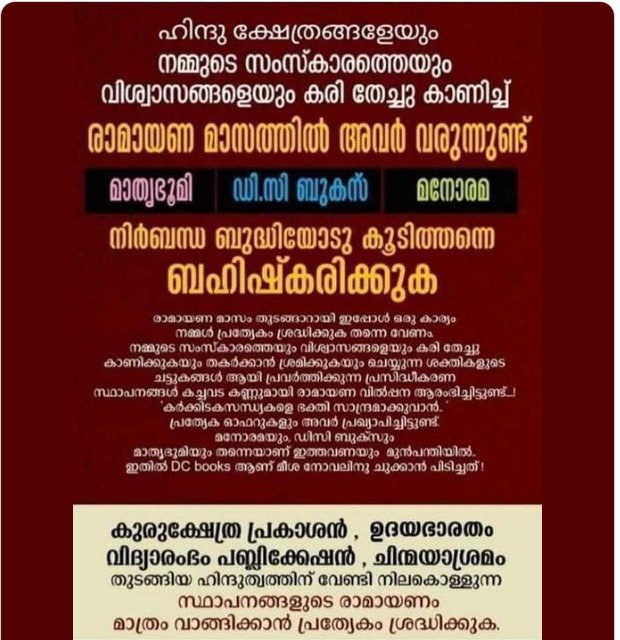 ഹിന്ദു ക്ഷേത്രങ്ങളേയും
നമ്മുടെ സംസ്കാരത്തെയും
വിശ്വാസങ്ങളെയും കരി തേച്ചു കാണിച്ച്
രാമായണ മാസത്തിൽ അവർ വരുന്നുണ്ട്
മാതൃഭൂമി ഡി.സി ബുക്സ് മനോരമ
നിർബന്ധ ബുദ്ധിയോടു കൂടിത്തന്നെ
ബഹിഷ്കരിക്കുക
രാമായണ മാസം തുടങ്ങാറായി ഇപ്പോൾ ഒരു കാര്യം
നമ്മൾ പ്രത്യേകം ശ്രദ്ധിക്കുക തന്നെ വേണം.
നമ്മുടെ സംസ്കാരത്തെയും വിശ്വാസങ്ങളെയും കരി തേച്ചു
കാണിക്കുകയും തകർക്കാൻ ശ്രമിക്കുകയും ചെയ്യുന്ന ശക്തികളുടെ
ചട്ടുകങ്ങൾ ആയി പ്രവർത്തിക്കുന്ന പ്രസിദ്ധീകരണ
സ്ഥാപനങ്ങൾ കച്ചവട കണ്ണുമായി രാമായണ വിൽപ്പന ആരംഭിച്ചിട്ടുണ്ട്...!
'കർക്കിടകസന്ധ്യകളെ ഭക്തി സാന്ദ്രമാക്കുവാൻ..'
പ്രത്യേക ഓഫറുകളും അവർ പ്രഖ്യാപിച്ചിട്ടുണ്ട്.
മനോരമയും, ഡിസി ബുക്സും
മാതൃഭൂമിയും തന്നെയാണ് ഇത്തവണയും മുൻപന്തിയിൽ.
ഇതിൽ DC books ആണ് മീശ നോവലിനു ചുക്കാൻ പിടിച്ചത് !
കുരുക്ഷേത്ര പ്രകാശൻ , ഉദയഭാരതം
വിദ്യാരംഭം പബ്ലിക്കേഷൻ , ചിന്മയാശ്രമം
തുടങ്ങിയ ഹിന്ദുത്വത്തിന് വേണ്ടി നിലകൊള്ളുന്ന
സ്ഥാപനങ്ങളുടെ രാമായണം
മാത്രം വാങ്ങിക്കാൻ പ്രത്യേകം ശ്രദ്ധിക്കുക.